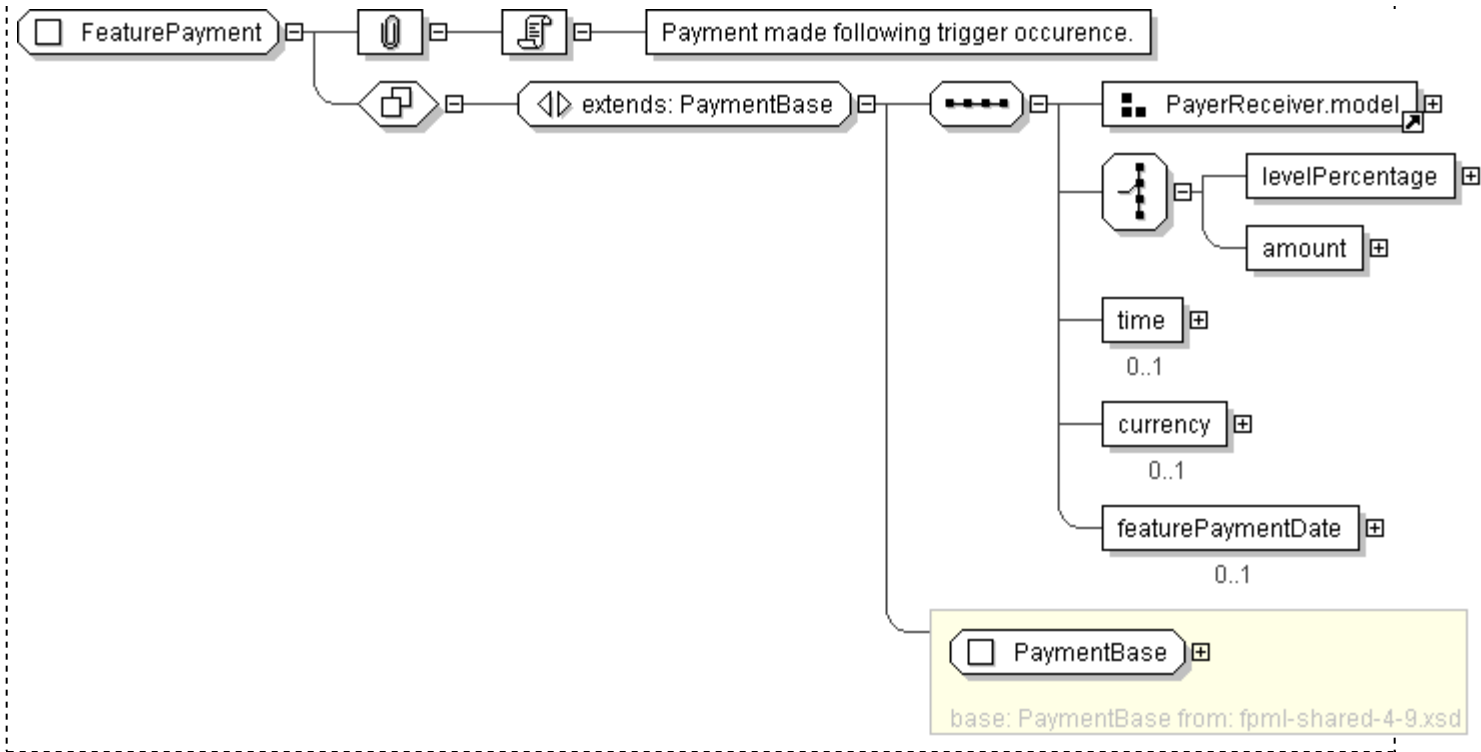 FeaturePayment
Payment made following trigger occurence.
extends: PaymentBase
PayerReceiver.model
levelPercentage
amount
time
0..1
currency
0..1
featurePaymentDate
0..1
PaymentBase
base: PaymentBase from: fpml-shared-4-9.xsd